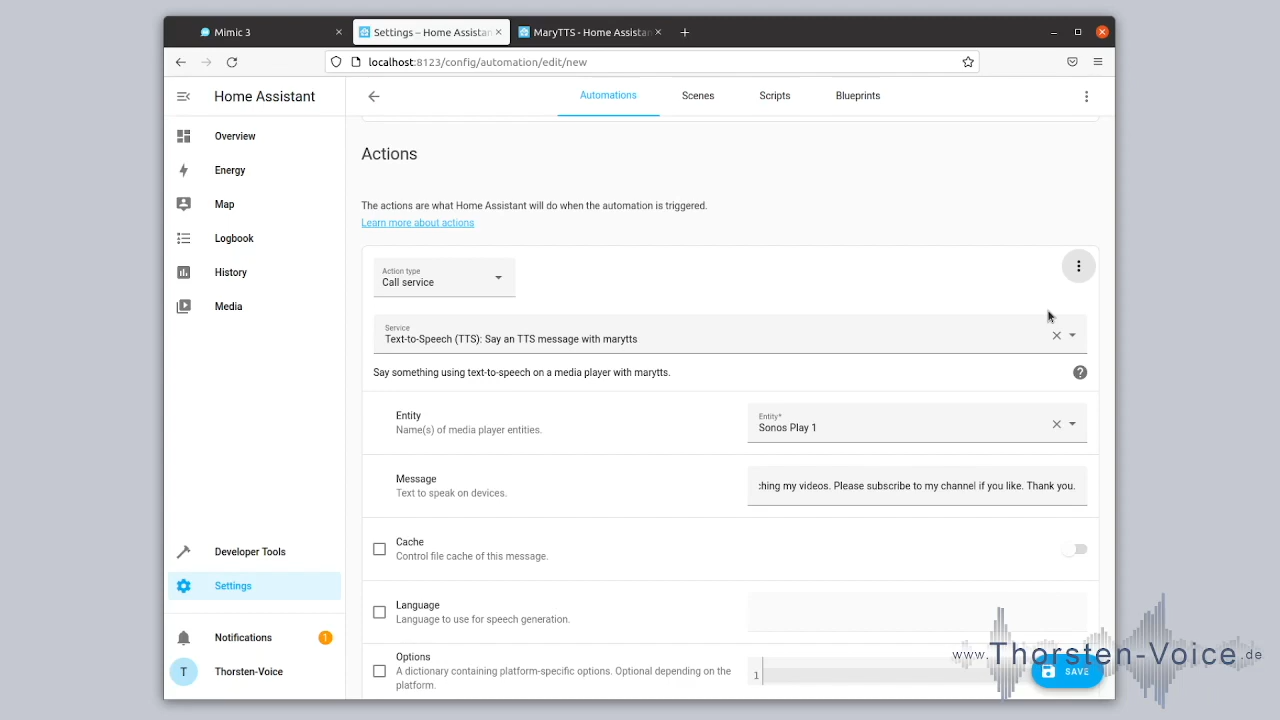 Mimic 3
Settings – Home Assistan
MaryTTS - Home Assistan
localhost:8123/config/automation/edit/new
Home Assistant
Automations
Scenes
Scripts
Blueprints
Overview
Energy
Map
Logbook
History
Media
Developer Tools
Settings
Notifications
1
T
Thorsten-Voice
Actions
The actions are what Home Assistant will do when the automation is triggered.
Learn more about actions
Action type
Call service
Service
Text-to-Speech (TTS): Say an TTS message with marytts
Say something using text-to-speech on a media player with marytts.
Entity
Name(s) of media player entities.
Entity*
Sonos Play 1
Message
Text to speak on devices.
ching my videos. Please subscribe to my channel if you like. Thank you.
Cache
Control file cache of this message.
Language
Language to use for speech generation.
Options
A dictionary containing platform-specific options. Optional depending on the
platform.
1
SAVE
www.Thorsten-Voice.de